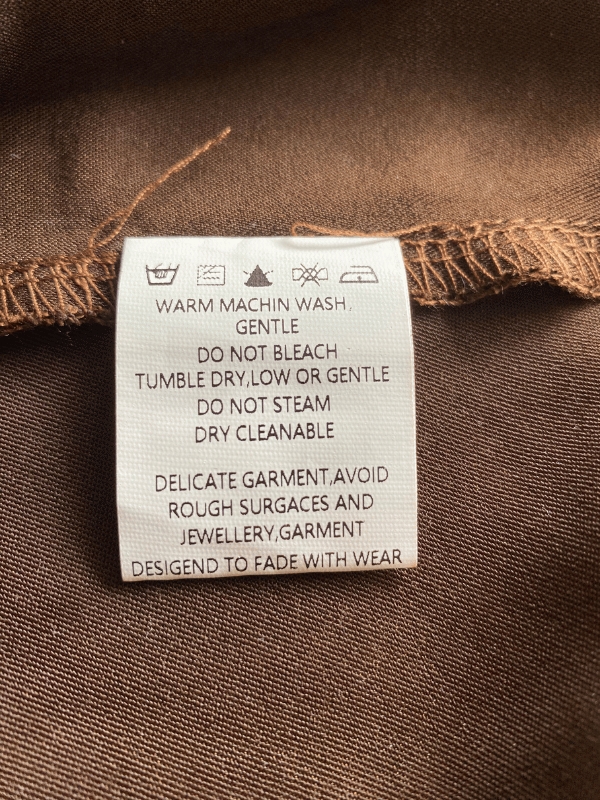 WARM MACHIN WASH,
GENTLE
DO NOT BLEACH
TUMBLE DRY,LOW OR GENTLE
DO NOT STEAM
DRY CLEANABLE
DELICATE GARMENT,AVOID
ROUGH SURGACES AND
JEWELLERY,GARMENT
DESIGEND TO FADE WITH WEAR